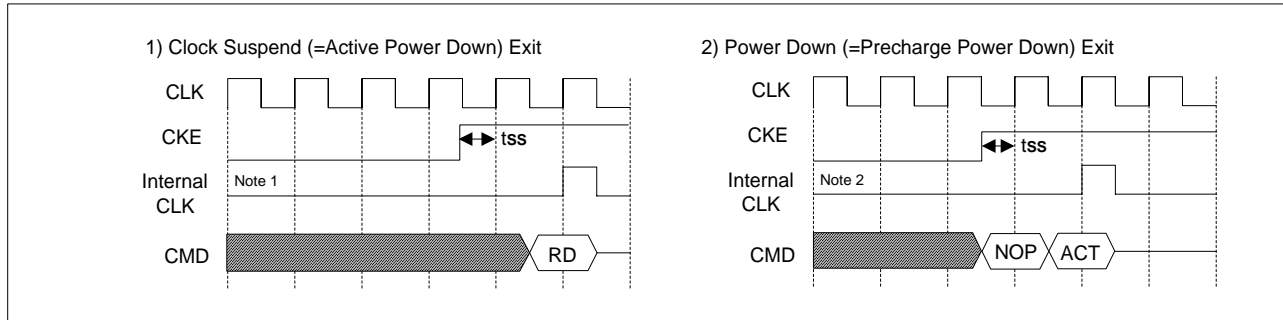 1) Clock Suspend (=Active Power Down) Exit
CLK
CKE
tss
Internal
CLK
Note 1
CMD
RD
2) Power Down (=Precharge Power Down) Exit
CLK
CKE
tss
Internal
CLK
Note 2
CMD
NOP
ACT